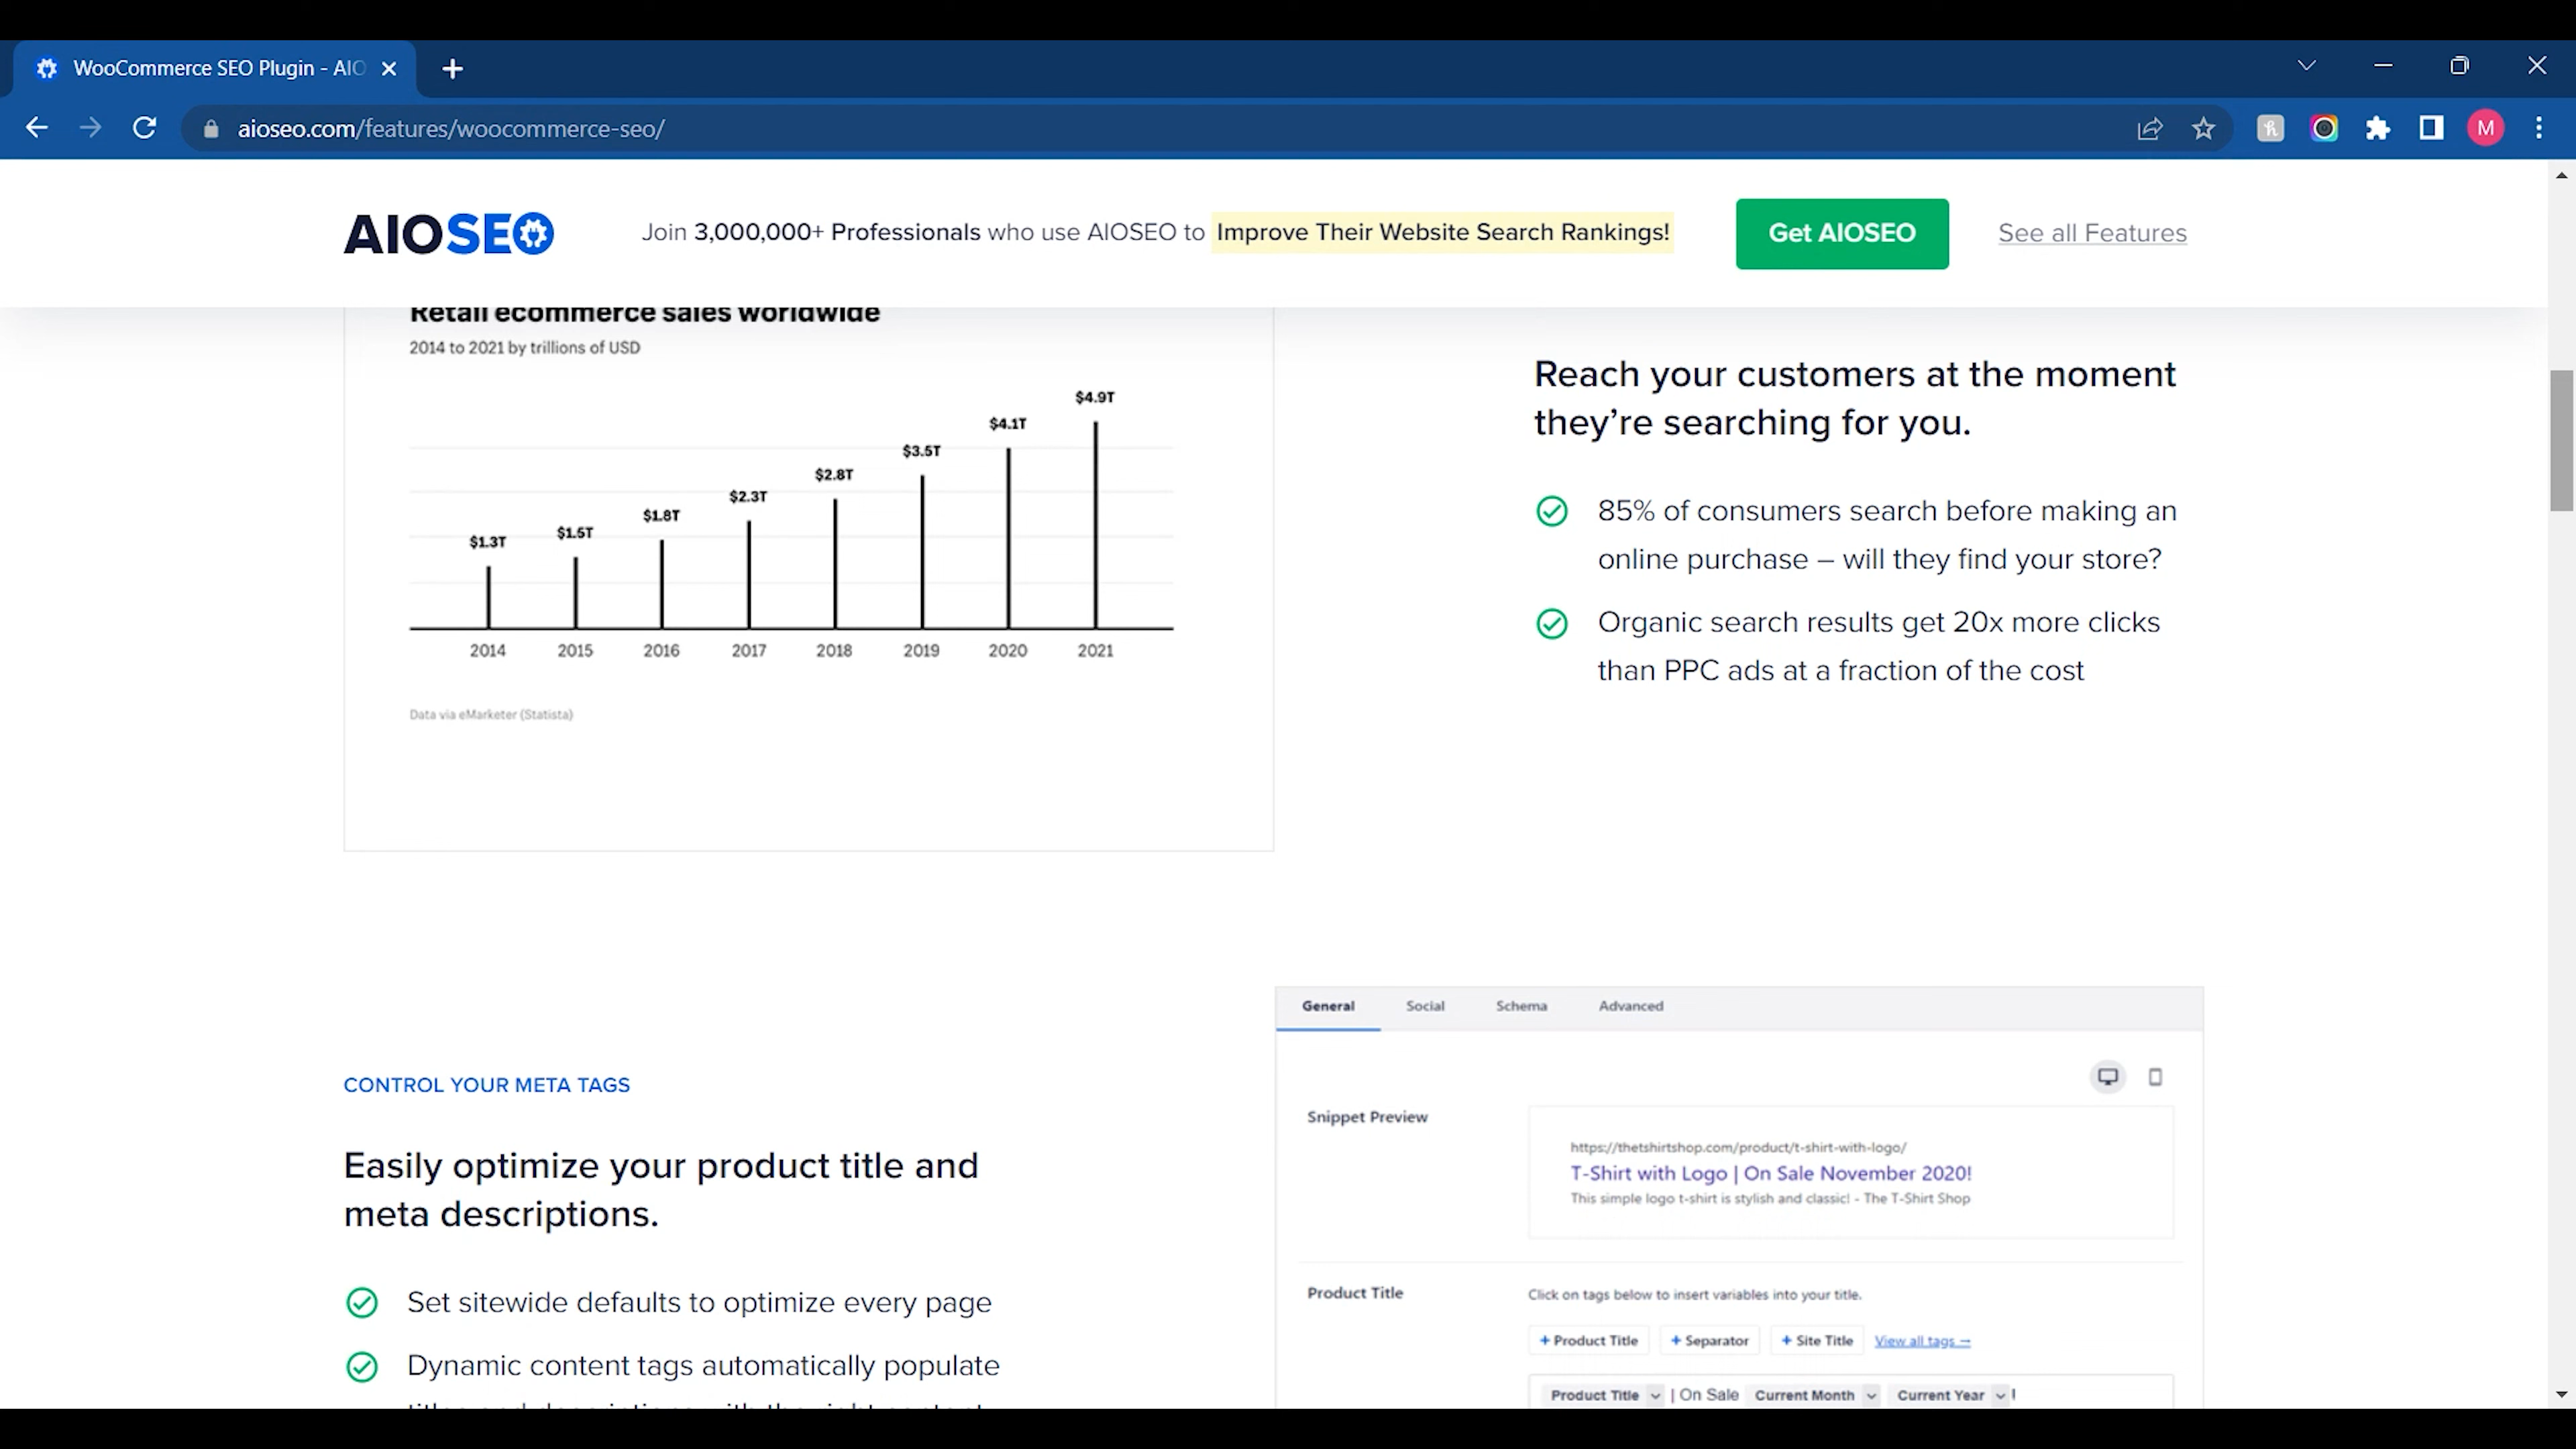 WooCommerce SEO Plugin - AIO
aioseo.com/features/woocommerce-seo/
M
AIOSEO
Join 3,000,000+ Professionals who use AIOSEO to Improve Their Website Search Rankings!
Get AIOSEO
See all Features
Retail ecommerce sales worldwide
2014 to 2021 by trillions of USD
$1.3T
$1.5T
$1.8T
$2.3T
$2.8T
$3.5T
$4.1T
$4.9T
2014 2015 2016 2017 2018 2019 2020 2021
Data via eMarketer (Statista)
Reach your customers at the moment
they're searching for you.
85% of consumers search before making an
online purchase – will they find your store?
Organic search results get 20x more clicks
than PPC ads at a fraction of the cost
CONTROL YOUR META TAGS
Easily optimize your product title and
meta descriptions.
Set sitewide defaults to optimize every page
Dynamic content tags automatically populate
General Social Schema Advanced
Snippet Preview
https://thetshirtshop.com/product/t-shirt-with-logo/
T-Shirt with Logo | On Sale November 2020!
This simple logo t-shirt is stylish and classic! - The T-Shirt Shop
Product Title
Click on tags below to insert variables into your title.
+ Product Title + Separator + Site Title View all tags →
Product Title | On Sale Current Month Current Year !